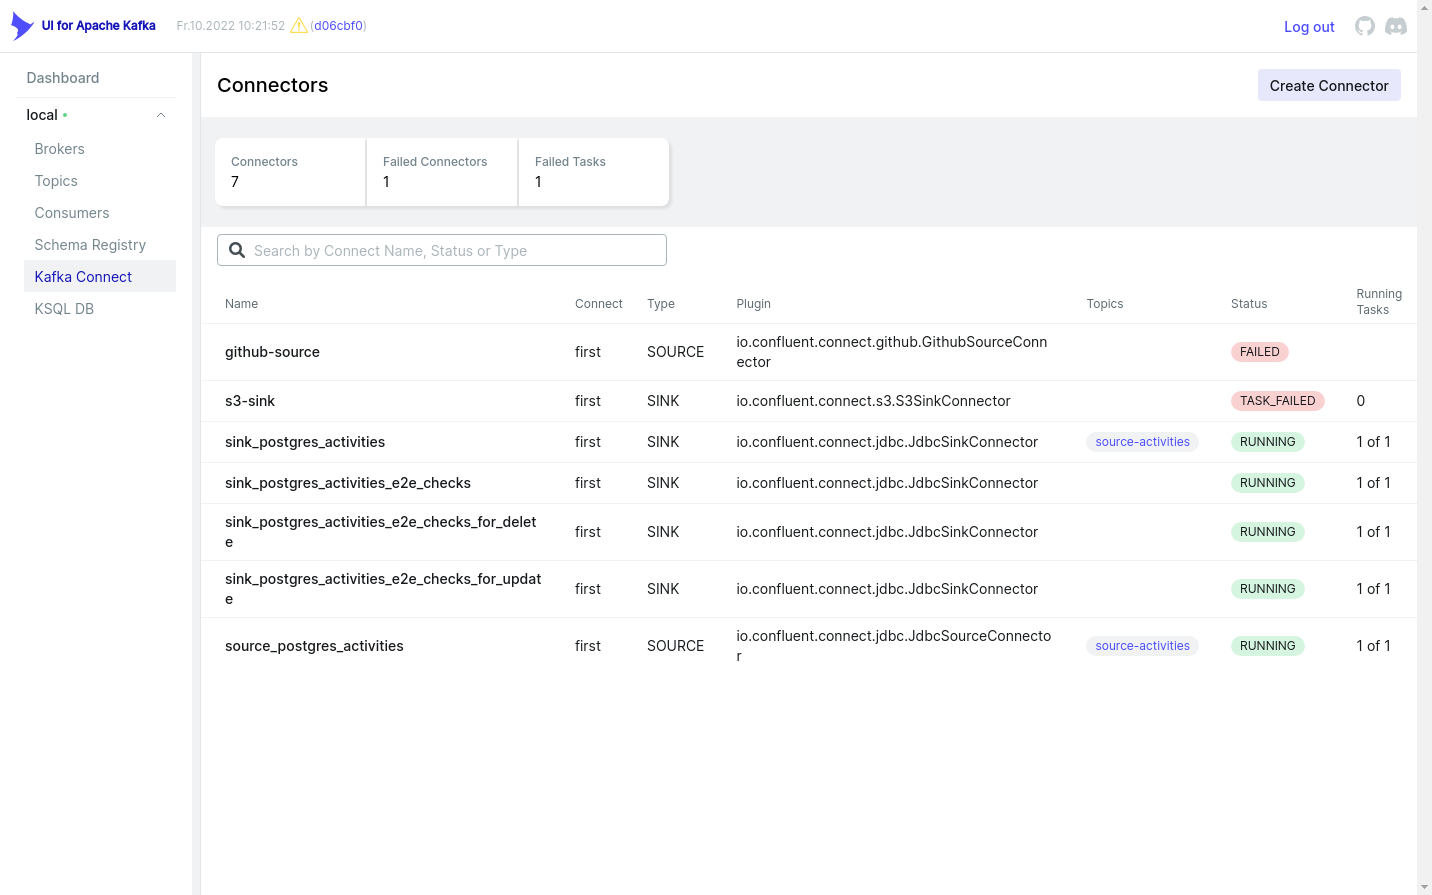 UI for Apache Kafka Fr.10.2022 10:21:52 (d06cbf0) Log out
Dashboard
local
Brokers
Topics
Consumers
Schema Registry
Kafka Connect
KSQL DB
Connectors Create Connector
Connectors Failed Connectors Failed Tasks
7 1 1
Search by Connect Name, Status or Type
Name Connect Type Plugin Topics Status Running
Tasks
github-source first SOURCE io.confluent.connect.github.GithubSourceConn
ector FAILED
s3-sink first SINK io.confluent.connect.s3.S3SinkConnector TASK_FAILED 0
sink_postgres_activities first SINK io.confluent.connect.jdbc.JdbcSinkConnector source-activities RUNNING 1 of 1
sink_postgres_activities_e2e_checks first SINK io.confluent.connect.jdbc.JdbcSinkConnector RUNNING 1 of 1
sink_postgres_activities_e2e_checks_for_delet
e first SINK io.confluent.connect.jdbc.JdbcSinkConnector RUNNING 1 of 1
sink_postgres_activities_e2e_checks_for_updat
e first SINK io.confluent.connect.jdbc.JdbcSinkConnector RUNNING 1 of 1
source_postgres_activities first SOURCE io.confluent.connect.jdbc.JdbcSourceConnecto
r source-activities RUNNING 1 of 1